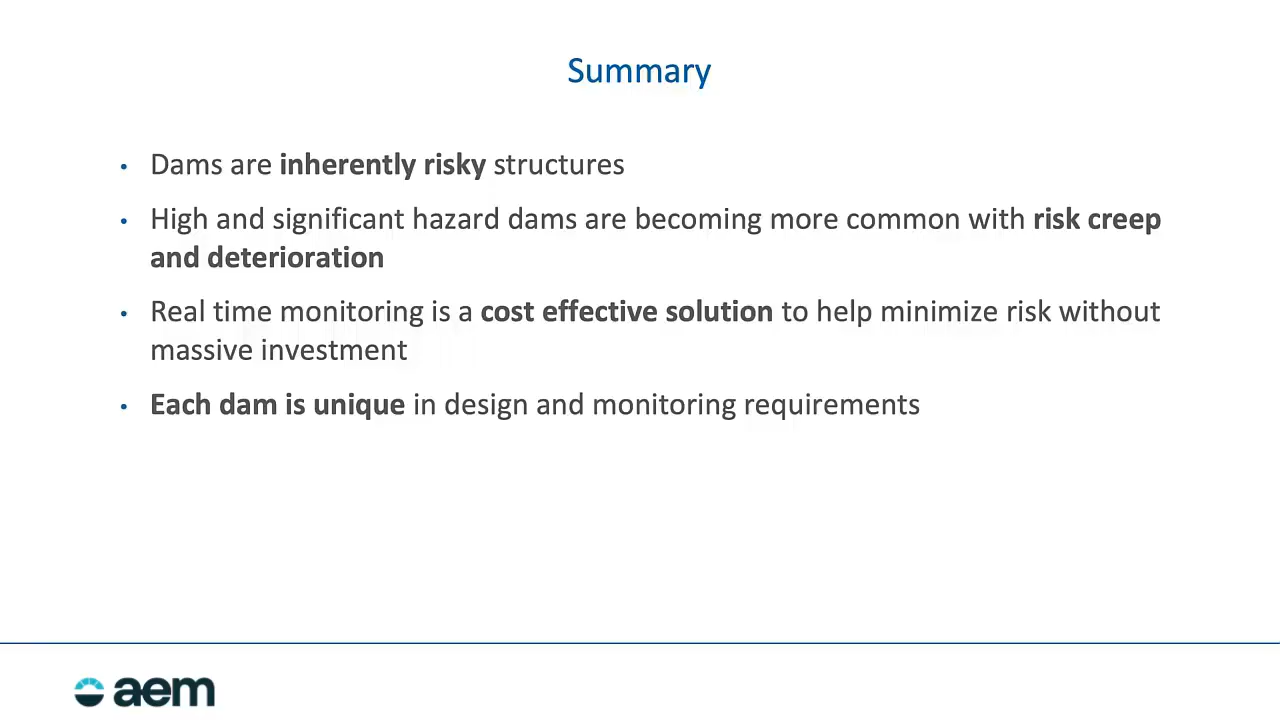 Summary
• Dams are inherently risky structures
• High and significant hazard dams are becoming more common with risk creep
and deterioration
• Real time monitoring is a cost effective solution to help minimize risk without
massive investment
• Each dam is unique in design and monitoring requirements
aem